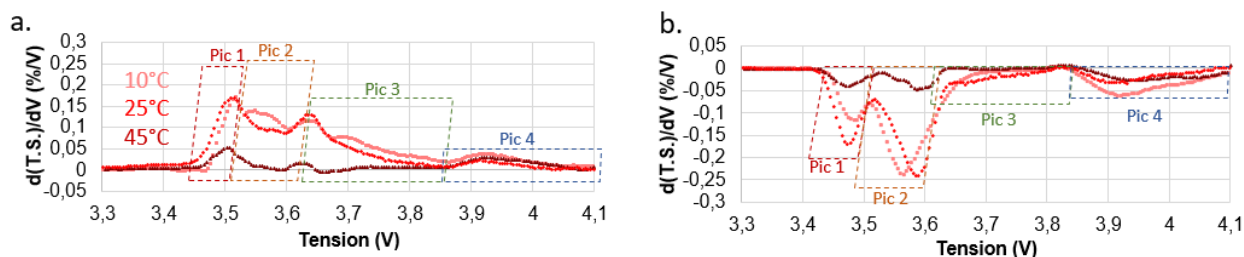 a.
d(T.S.)/dV (%/V)
0,3
0,25
0,2
0,15
0,1
0,05
0
-0,05
Pic 1
Pic 2
Pic 3
Pic 4
10°C
25°C
45°C
3,3
3,4
3,5
3,6
3,7
3,8
3,9
4
4,1
Tension (V)
b.
d(T.S.)/dV (%/V)
0,05
0
-0,05
-0,1
-0,15
-0,2
-0,25
-0,3
Pic 1
Pic 2
Pic 3
Pic 4
3,3
3,4
3,5
3,6
3,7
3,8
3,9
4
4,1
Tension (V)